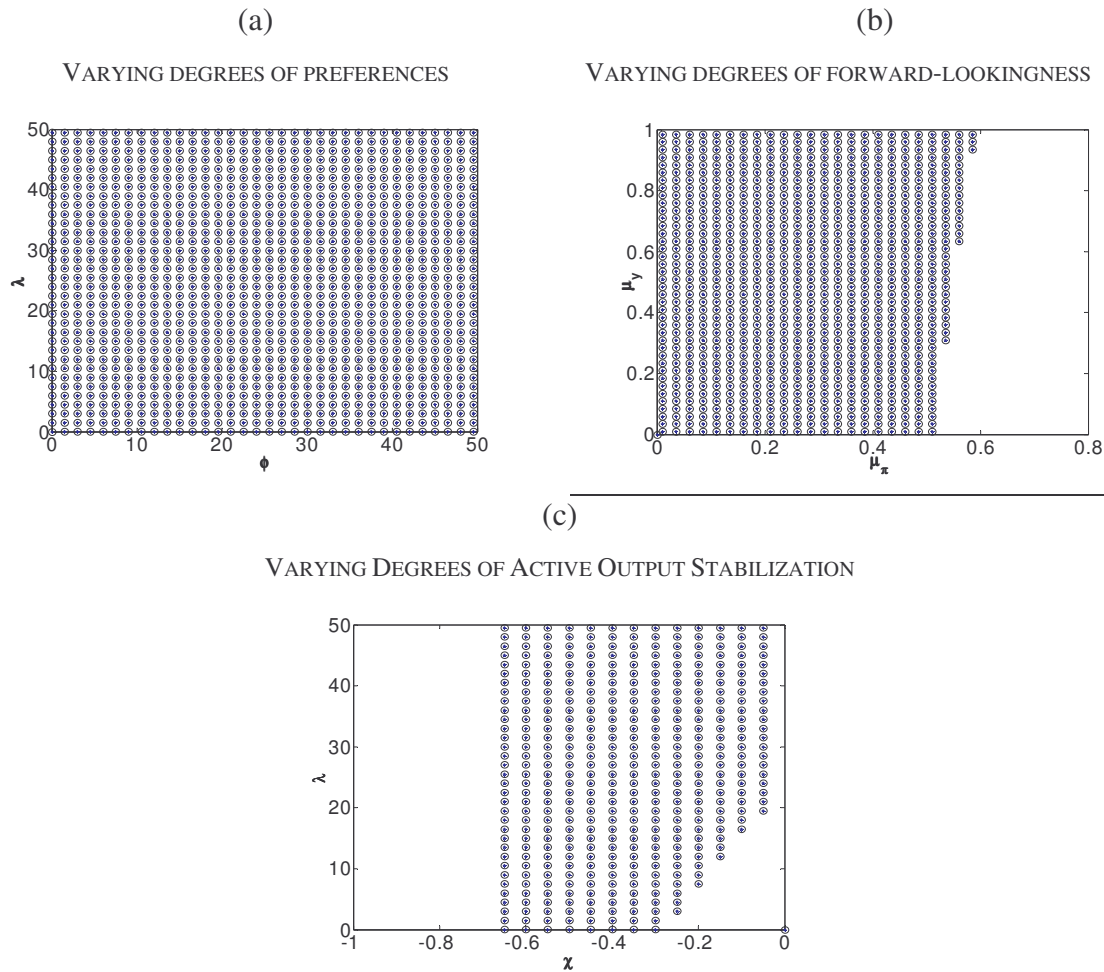 (a)
VARYING DEGREES OF PREFERENCES
50
40
30
λ
20
10
0
0 10 20 30 40 50
ϕ
(b)
VARYING DEGREES OF FORWARD-LOOKINGNESS
1
0.8
0.6
μy
0.4
0.2
0
0 0.2 0.4 0.6 0.8
μπ
(c)
VARYING DEGREES OF ACTIVE OUTPUT STABILIZATION
50
40
30
λ
20
10
0
-1 -0.8 -0.6 -0.4 -0.2 0
χ